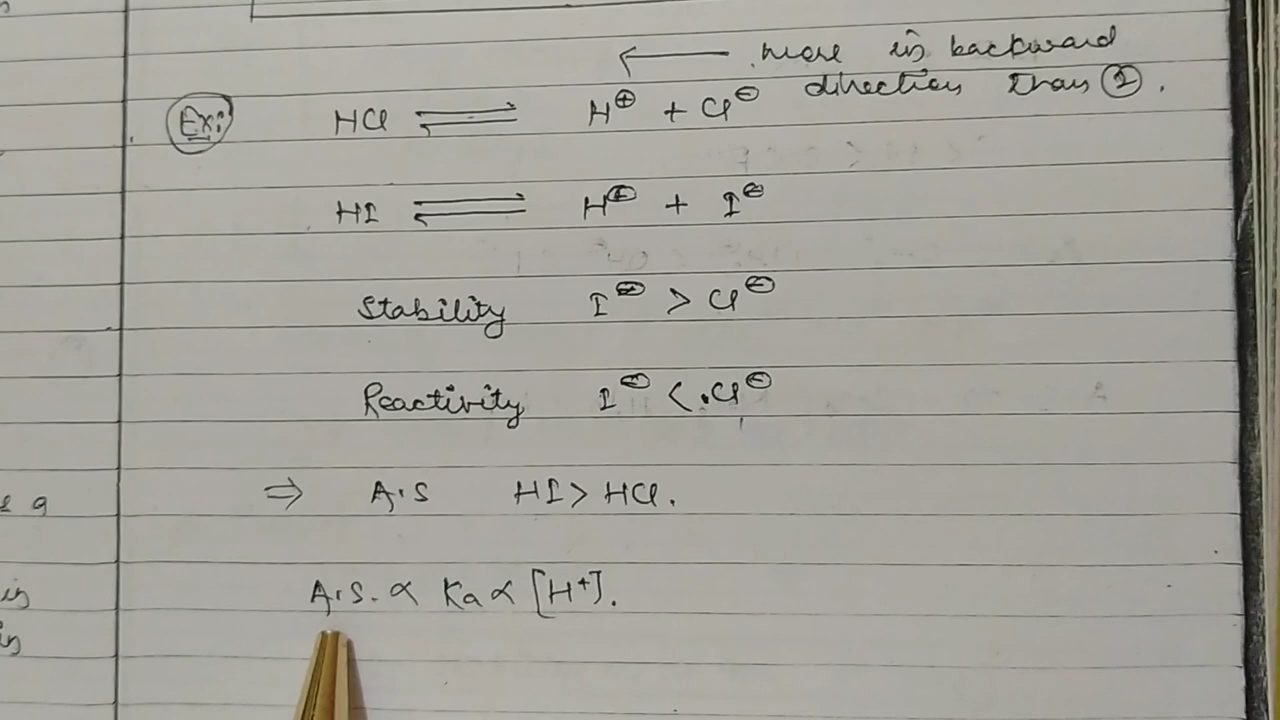 ← more in backward
direction than ②.
Ex: HCl ⇌ H⊕ + Cl⊖
HI ⇌ H⊕ + I⊖
Stability I⊖ > Cl⊖
Reactivity I⊖ < Cl⊖
⇒ A.S HI > HCl.
A.S. ∝ Ka ∝ [H+].